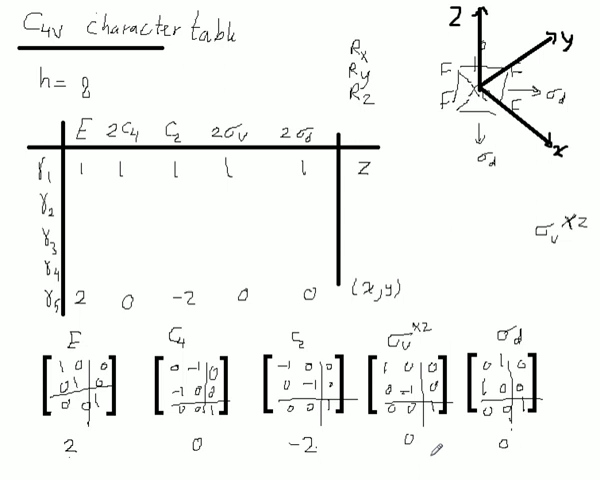 C4v character table
h = 8
Rx
Ry
Rz
Z
y
x
F F
F F
σd
σd
σv xz
E 2C4 C2 2σv 2σd
γ1 1 1 1 1 1 Z
γ2
γ3
γ4
γ5 2 0 -2 0 0 (x,y)
E C4 C2 σv xz σd
1 0 0 0 -1 0 -1 0 0 1 0 0 0 1 0
0 1 0 -1 0 0 0 -1 0 0 -1 0 1 0 0
0 0 1 0 0 1 0 0 1 0 0 1 0 0 1
2 0 -2 0 0